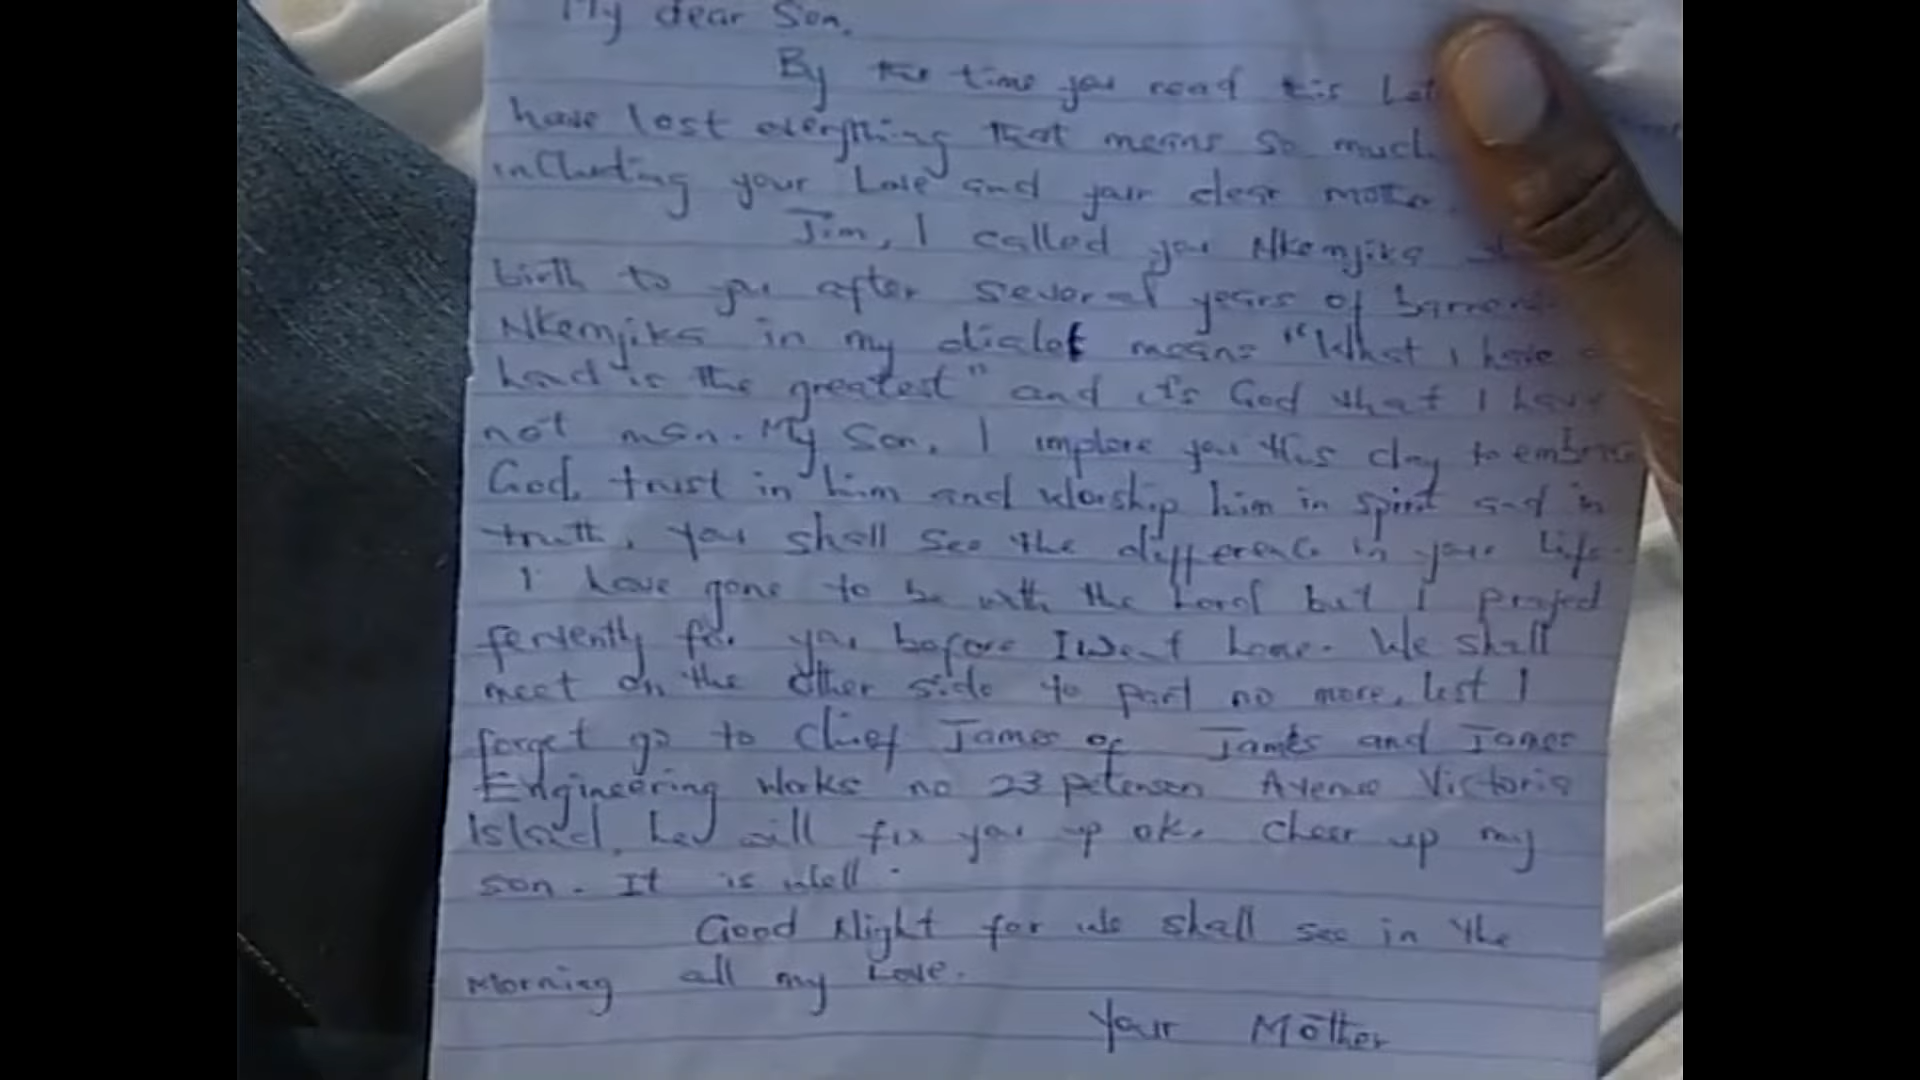 My dear Son,
By the time you read this Let
have lost everything that means so much
including your Love and your dear mother.
Jim, I called you Nkemjika
birth to you after several years of barren
Nkemjika in my dialet means "What I have
hand is the greatest" and it's God that I have
not man. My Son, I implore you this day to embrace
God, trust in him and worship him in spirit and in
truth, you shall see the difference in your life.
I have gone to be with the Lord but I prayed
fervently for you before I went home. We shall
meet on the other side to part no more, lest I
forget go to Chief James of James and James
Engineering Works no 23 petersen Avenue Victoria
Island, he will fix you up ok. Cheer up my
son. It is well.
Good Night for we shall see in the
Morning all my Love.
Your Mother